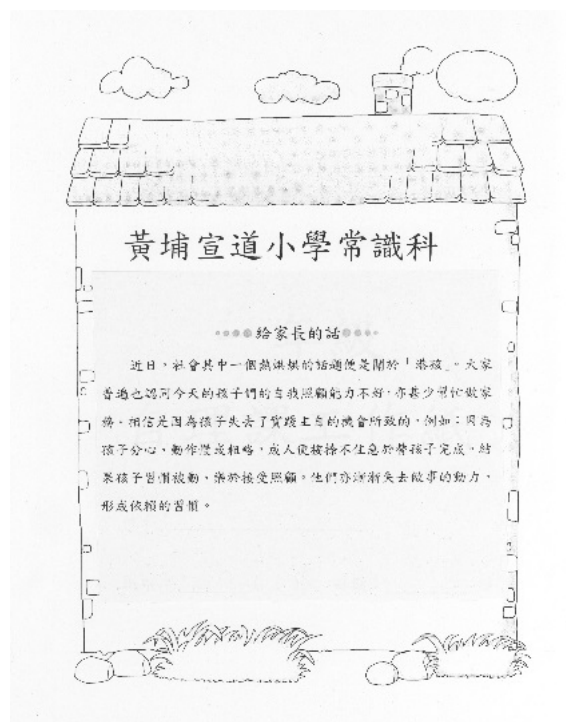 黃埔宣道小學常識科
給家長的話
近日,社會其中一個熱烘烘的話題便是關於「港孩」。大家
普遍也認同今天的孩子們的自我照顧能力不好,亦甚少幫忙做家
務。相信是因為孩子失去了實踐自主的機會所致的,例如:因為
孩子分心、動作慢或粗略,成人便按捺不住急於替孩子完成。結
果孩子習慣被動、樂於接受照顧。他們亦漸漸失去做事的動力、
形成依賴的習慣。